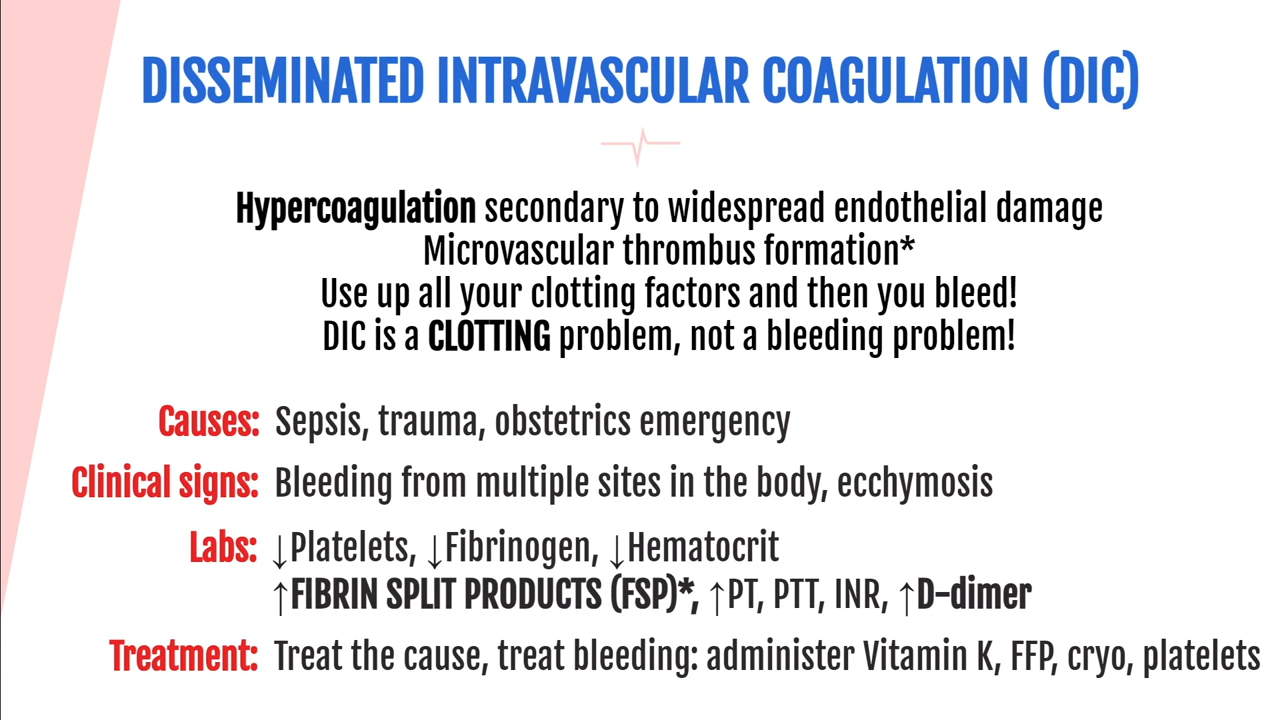 DISSEMINATED INTRAVASCULAR COAGULATION (DIC)
Hypercoagulation secondary to widespread endothelial damage
Microvascular thrombus formation*
Use up all your clotting factors and then you bleed!
DIC is a CLOTTING problem, not a bleeding problem!
Causes: Sepsis, trauma, obstetrics emergency
Clinical signs: Bleeding from multiple sites in the body, ecchymosis
Labs: ↓Platelets, ↓Fibrinogen, ↓Hematocrit
↑FIBRIN SPLIT PRODUCTS (FSP)*, ↑PT, PTT, INR, ↑D-dimer
Treatment: Treat the cause, treat bleeding: administer Vitamin K, FFP, cryo, platelets